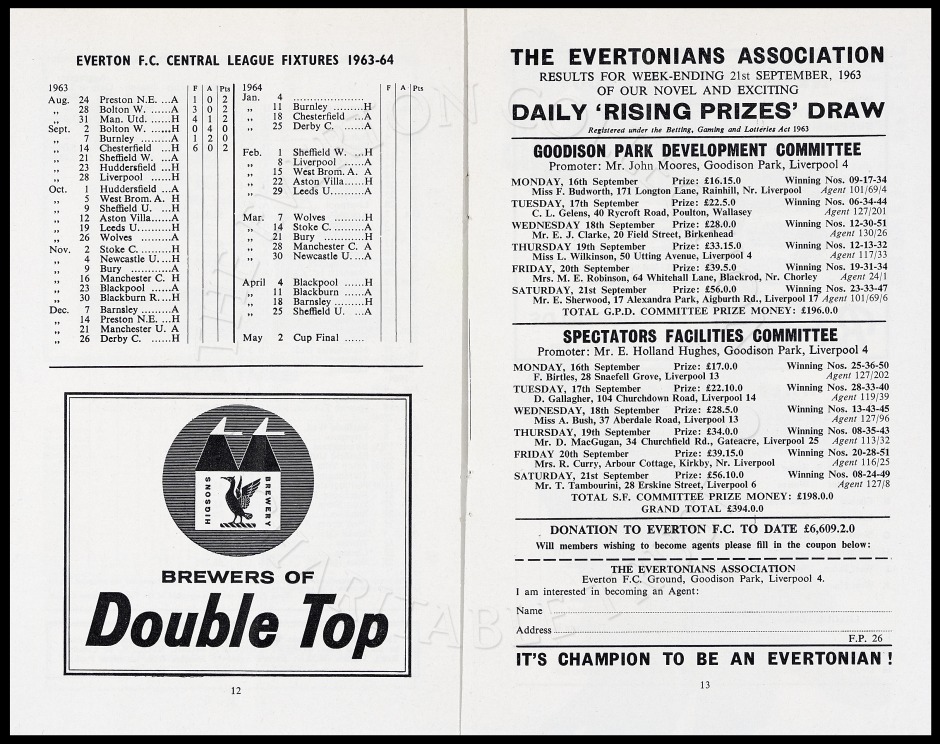 EVERTON F.C. CENTRAL LEAGUE FIXTURES 1963-64
1963 F A Pts
Aug. 24 Preston N.E. ...A 1 0 2
,, 28 Bolton W. ......A 3 0 2
,, 31 Man. Utd. ......H 4 1 2
Sept. 2 Bolton W. ......H 0 4 0
,, 7 Burnley .........A 1 2 0
,, 14 Chesterfield ...H 6 0 2
,, 21 Sheffield W. ...A
,, 23 Huddersfield ...H
,, 28 Liverpool ......H
Oct. 1 Huddersfield ...A
,, 5 West Brom. A. H
,, 9 Sheffield U. ...H
,, 12 Aston Villa......A
,, 19 Leeds U..........H
,, 26 Wolves .........A
Nov. 2 Stoke C. .........H
,, 4 Newcastle U....H
,, 9 Bury ............A
,, 16 Manchester C. H
,, 23 Blackpool ......A
,, 30 Blackburn R....H
Dec. 7 Barnsley .........A
,, 14 Preston N.E. ...H
,, 21 Manchester U. A
,, 26 Derby C. ......H
1964 F A Pts
Jan. 4 ..................
,, 11 Burnley .........H
,, 18 Chesterfield ...A
,, 25 Derby C. ......A
Feb. 1 Sheffield W. ...H
,, 8 Liverpool ......A
,, 15 West Brom. A. A
,, 22 Aston Villa......H
,, 29 Leeds U..........A
Mar. 7 Wolves .........H
,, 14 Stoke C. .........A
,, 21 Bury ............H
,, 28 Manchester C. A
,, 30 Newcastle U....A
April 4 Blackpool ......H
,, 11 Blackburn ......A
,, 18 Barnsley .........H
,, 25 Sheffield U. ...A
May 2 Cup Final ......
HIGSONS BREWERY
BREWERS OF
Double Top
12
THE EVERTONIANS ASSOCIATION
RESULTS FOR WEEK-ENDING 21st SEPTEMBER, 1963
OF OUR NOVEL AND EXCITING
DAILY 'RISING PRIZES' DRAW
Registered under the Betting, Gaming and Lotteries Act 1963
GOODISON PARK DEVELOPMENT COMMITTEE
Promoter: Mr. John Moores, Goodison Park, Liverpool 4
MONDAY, 16th September Prize: £16.15.0 Winning Nos. 09-17-34
Miss F. Budworth, 171 Longton Lane, Rainhill, Nr. Liverpool Agent 101/69/4
TUESDAY, 17th September Prize: £22.5.0 Winning Nos. 06-34-44
C. L. Gelens, 40 Rycroft Road, Poulton, Wallasey Agent 127/201
WEDNESDAY 18th September Prize: £28.0.0 Winning Nos. 12-30-51
Mr. E. J. Clarke, 20 Field Street, Birkenhead Agent 130/26
THURSDAY 19th September Prize: £33.15.0 Winning Nos. 12-13-32
Miss L. Wilkinson, 50 Utting Avenue, Liverpool 4 Agent 117/33
FRIDAY, 20th September Prize: £39.5.0 Winning Nos. 19-31-34
Mrs. M. E. Robinson, 64 Whitehall Lane, Blackrod, Nr. Chorley Agent 24/1
SATURDAY, 21st September Prize: £56.0.0 Winning Nos. 23-33-47
Mr. E. Sherwood, 17 Alexandra Park, Aigburth Rd., Liverpool 17 Agent 101/69/6
TOTAL G.P.D. COMMITTEE PRIZE MONEY: £196.0.0
SPECTATORS FACILITIES COMMITTEE
Promoter: Mr. E. Holland Hughes, Goodison Park, Liverpool 4
MONDAY, 16th September Prize: £17.0.0 Winning Nos. 25-36-50
F. Birtles, 28 Snaefell Grove, Liverpool 13 Agent 127/202
TUESDAY, 17th September Prize: £22.10.0 Winning Nos. 28-33-40
D. Gallagher, 104 Churchdown Road, Liverpool 14 Agent 119/39
WEDNESDAY, 18th September Prize: £28.5.0 Winning Nos. 13-43-45
Miss A. Bush, 37 Aberdale Road, Liverpool 13 Agent 127/96
THURSDAY, 19th September Prize: £34.0.0 Winning Nos. 08-35-43
Mr. D. MacGugan, 34 Churchfield Rd., Gateacre, Liverpool 25 Agent 113/32
FRIDAY 20th September Prize: £39.15.0 Winning Nos. 20-28-51
Mrs. R. Curry, Arbour Cottage, Kirkby, Nr. Liverpool Agent 116/25
SATURDAY, 21st September Prize: £56.10.0 Winning Nos. 08-24-49
Mr. T. Tambourini, 28 Erskine Street, Liverpool 6 Agent 127/8
TOTAL S.F. COMMITTEE PRIZE MONEY: £198.0.0
GRAND TOTAL £394.0.0
DONATION TO EVERTON F.C. TO DATE £6,609.2.0
Will members wishing to become agents please fill in the coupon below:
THE EVERTONIANS ASSOCIATION
Everton F.C. Ground, Goodison Park, Liverpool 4.
I am interested in becoming an Agent:
Name
Address
F.P. 26
IT'S CHAMPION TO BE AN EVERTONIAN !
13